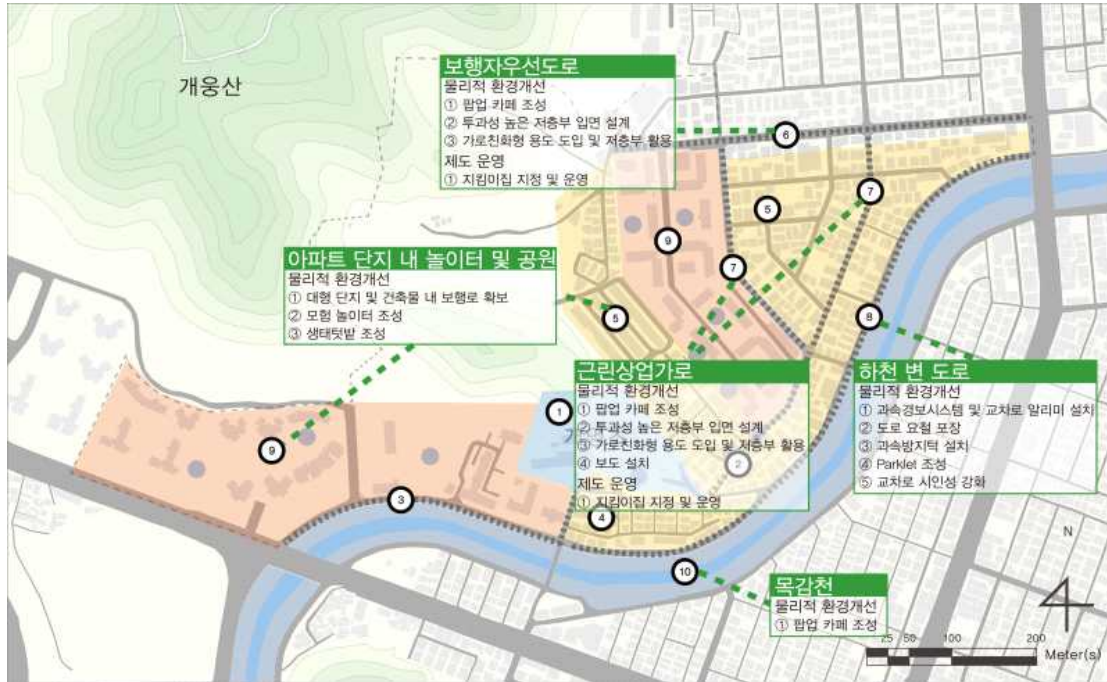 개웅산
보행자우선도로
물리적 환경개선
① 팝업 카페 조성
② 투과성 높은 저층부 입면 설계
③ 가로친화형 용도 도입 및 저층부 활용
제도 운영
① 지킴이집 지정 및 운영
6
7
5
9
7
아파트 단지 내 놀이터 및 공원
물리적 환경개선
① 대형 단지 및 건축물 내 보행로 확보
② 모험 놀이터 조성
③ 생태텃밭 조성
5
8
근린상업가로
물리적 환경개선
① 팝업 카페 조성
② 투과성 높은 저층부 입면 설계
③ 가로친화형 용도 도입 및 저층부 활용
④ 보도 설치
제도 운영
① 지킴이집 지정 및 운영
하천 변 도로
물리적 환경개선
① 과속경보시스템 및 교차로 알리미 설치
② 도로 요철 포장
③ 과속방지턱 설치
④ Parklet 조성
⑤ 교차로 시인성 강화
1
9
2
3
4
10
목감천
물리적 환경개선
① 팝업 카페 조성
N
25 50 100 200
Meter(s)